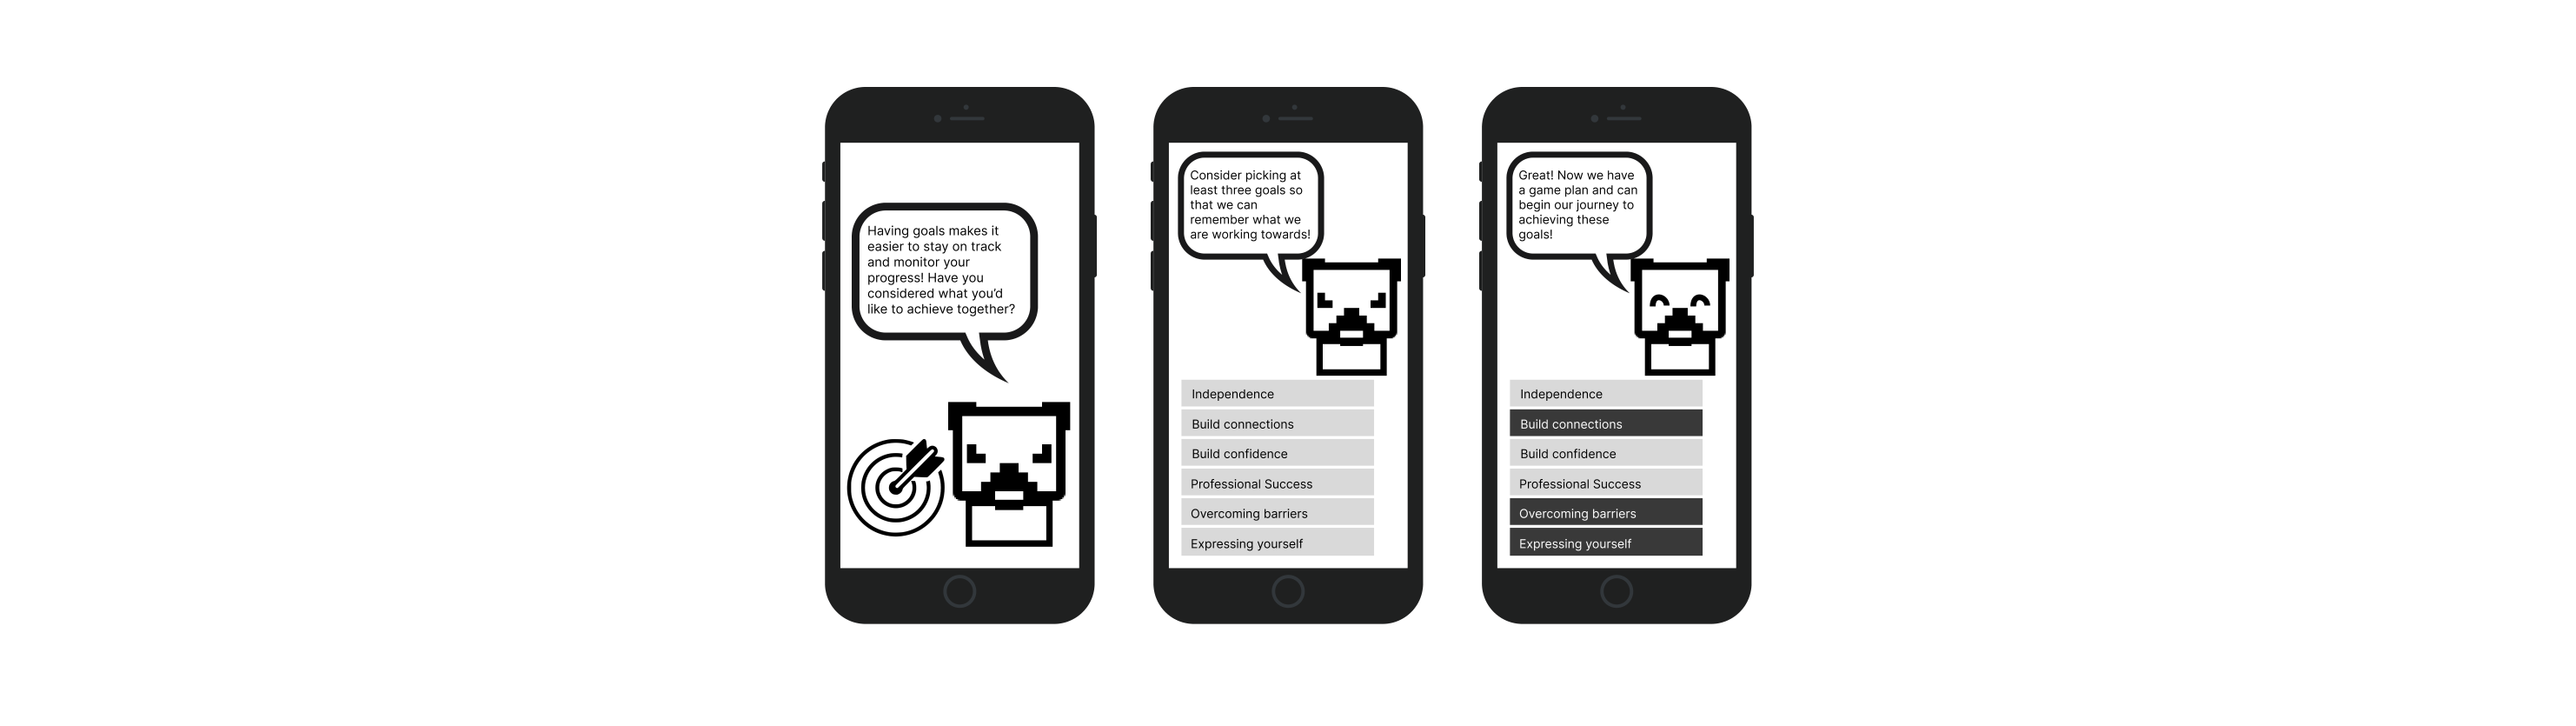 Having goals makes it
easier to stay on track
and monitor your
progress! Have you
considered what you'd
like to achieve together?
Consider picking at
least three goals so
that we can
remember what we
are working towards!
Independence
Build connections
Build confidence
Professional Success
Overcoming barriers
Expressing yourself
Great! Now we have
a game plan and can
begin our journey to
achieving these
goals!
Independence
Build connections
Build confidence
Professional Success
Overcoming barriers
Expressing yourself